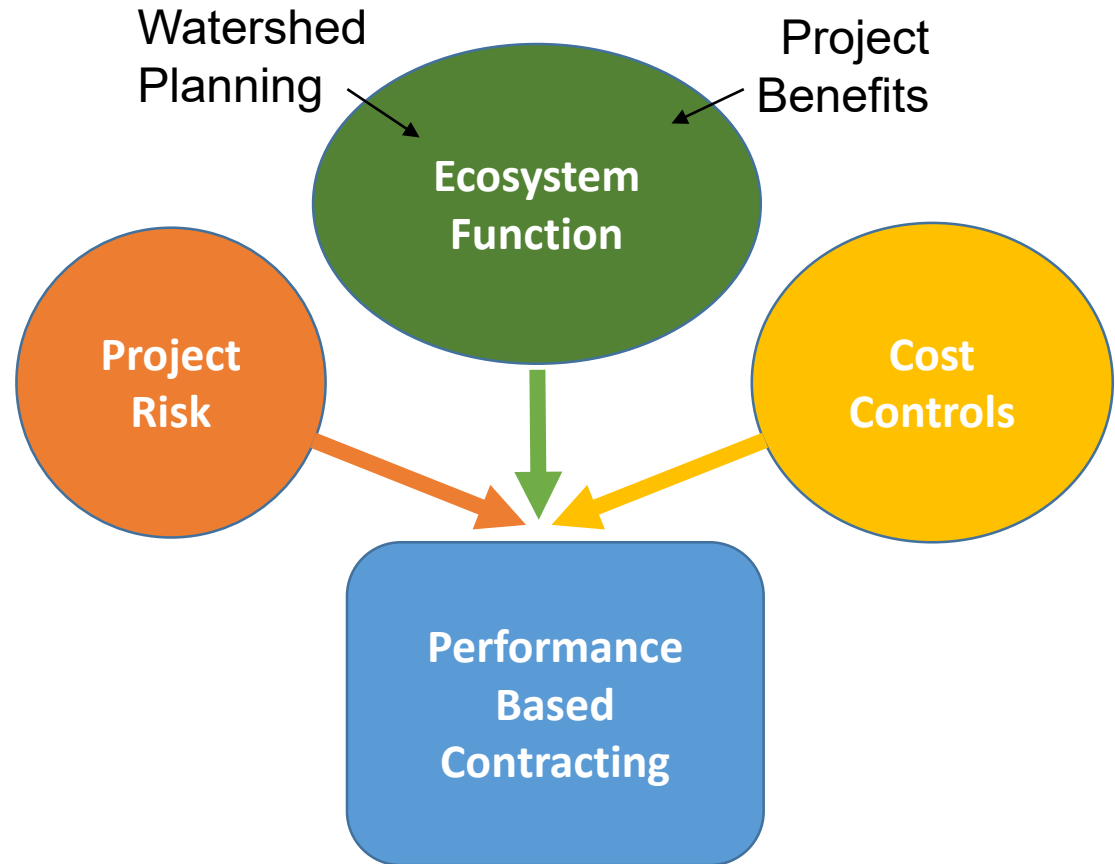 Watershed
Planning
Project
Benefits
Ecosystem
Function
Project
Risk
Cost
Controls
Performance
Based
Contracting